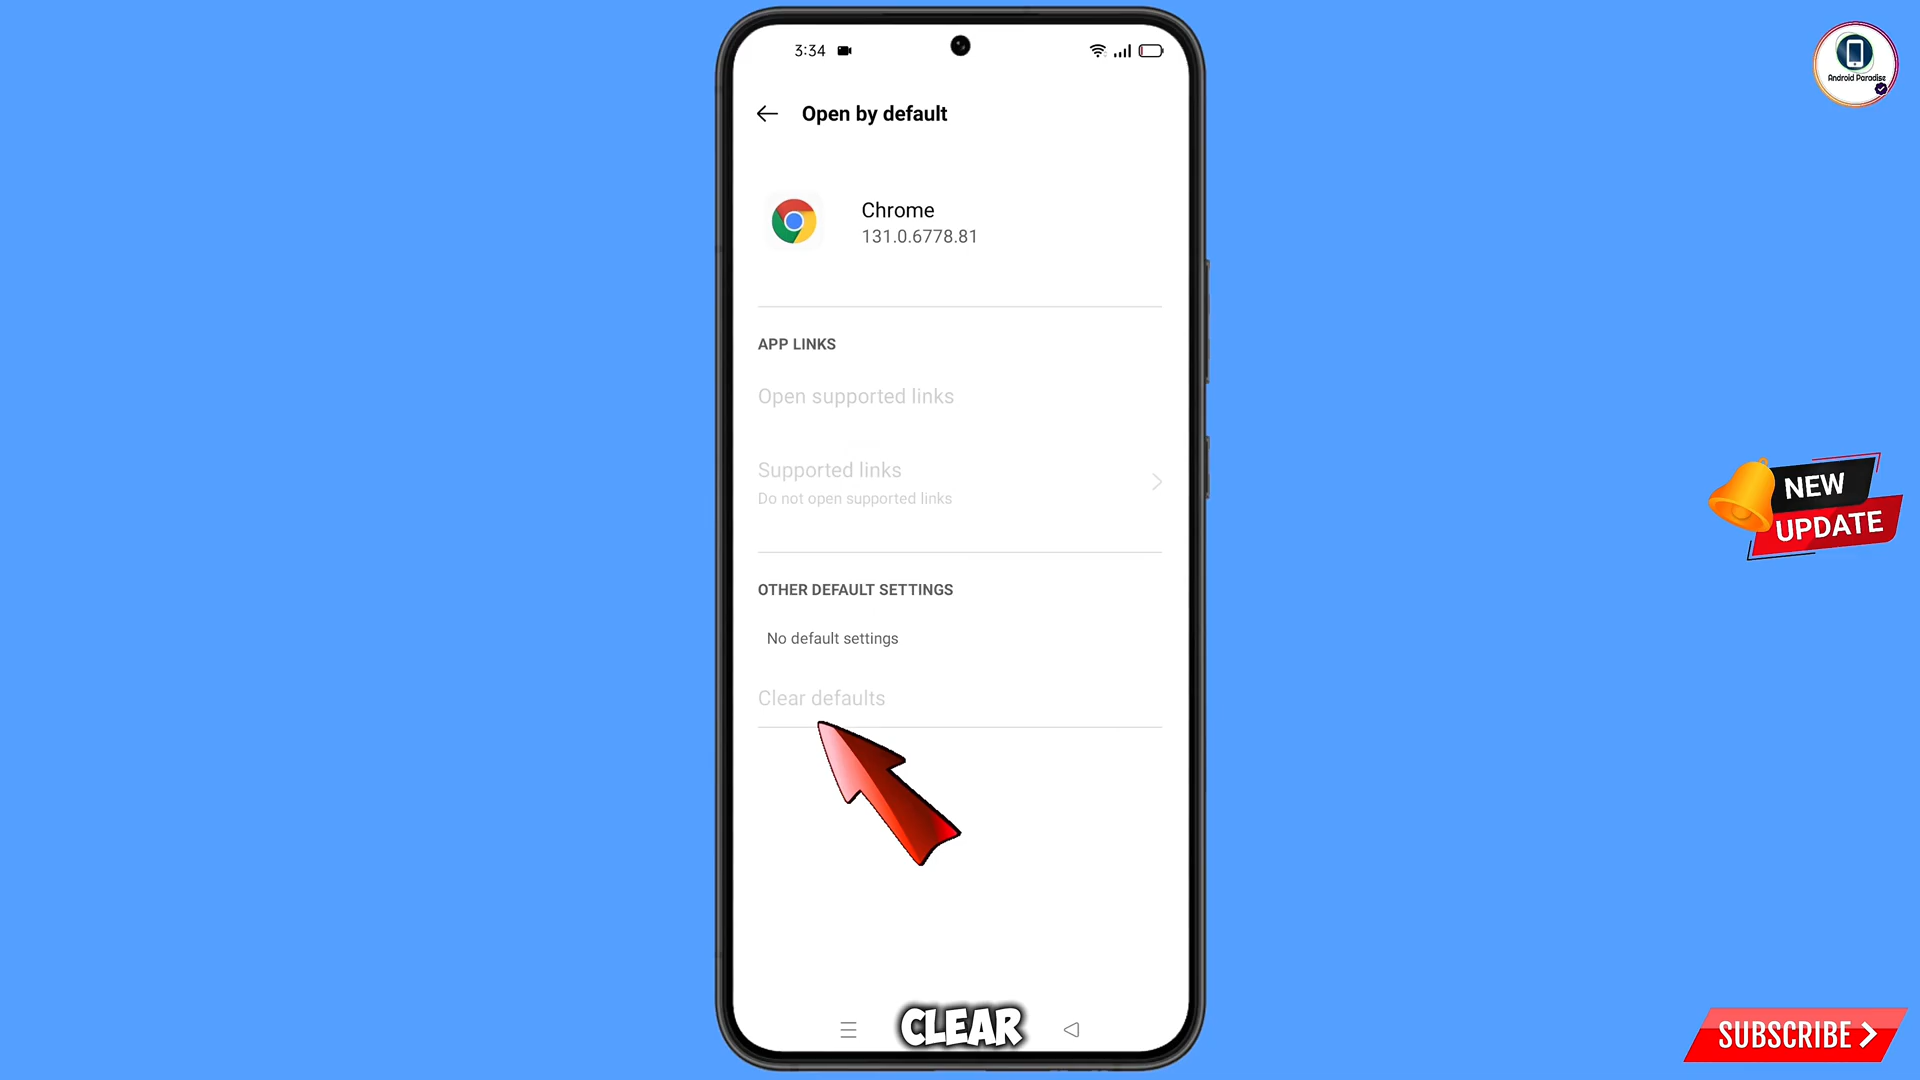 3:34
Android Paradise
Open by default
Chrome
131.0.6778.81
APP LINKS
Open supported links
Supported links
Do not open supported links
NEW
UPDATE
OTHER DEFAULT SETTINGS
No default settings
Clear defaults
CLEAR
SUBSCRIBE